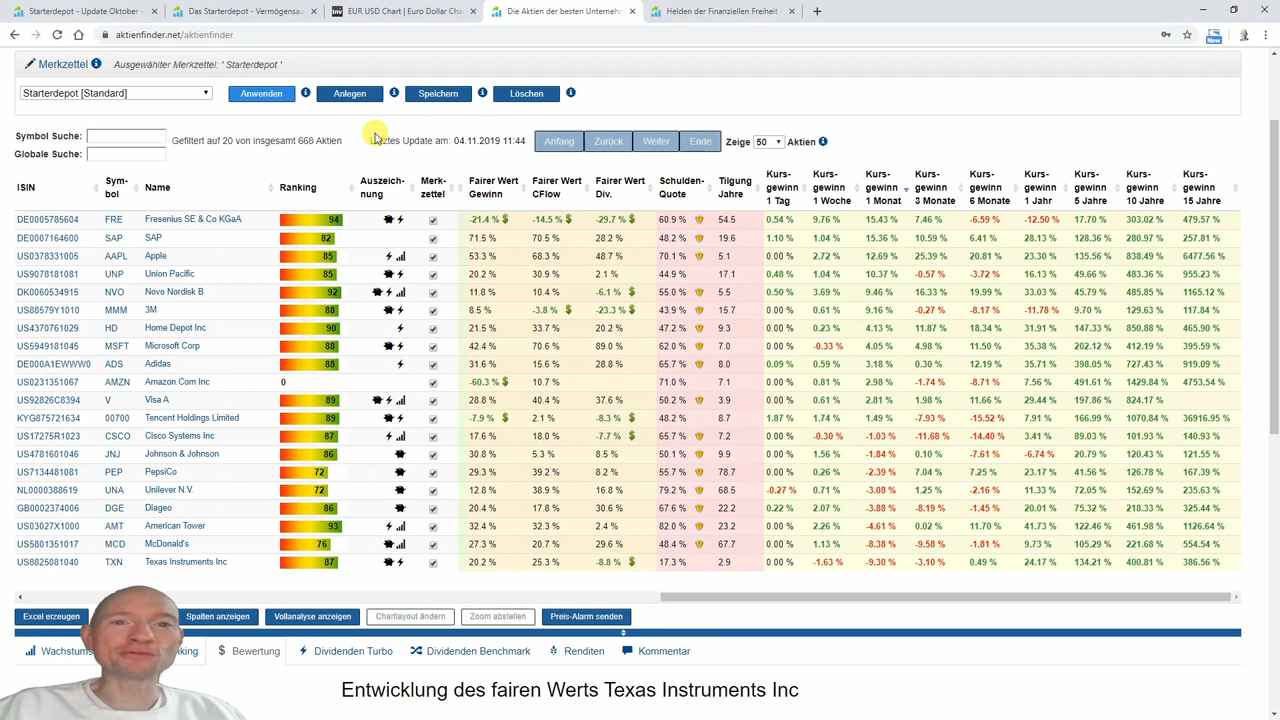 Starterdepot - Update Oktober
Das Starterdepot - Vermögensau
EUR USD Chart | Euro Dollar Char
Die Aktien der besten Unternehm
Helden der Finanziellen Freiheit -
aktienfinder.net/aktienfinder
New
Merkzettel Ausgewählter Merkzettel: ' Starterdepot '
Starterdepot [Standard] Anwenden Anlegen Speichern Löschen
Symbol Suche:
Globale Suche:
Gefiltert auf 20 von insgesamt 668 Aktien
Letztes Update am: 04.11.2019 11:44 Anfang Zurück Weiter Ende Zeige 50 Aktien
ISIN Sym-bol Name Ranking Auszeich-nung Merk-zettel Fairer Wert Gewinn Fairer Wert CFlow Fairer Wert Div. Schulden-Quote Tilgung Jahre Kurs-gewinn 1 Tag Kurs-gewinn 1 Woche Kurs-gewinn 1 Monat Kurs-gewinn 3 Monate Kurs-gewinn 6 Monate Kurs-gewinn 1 Jahr Kurs-gewinn 5 Jahre Kurs-gewinn 10 Jahre Kurs-gewinn 15 Jahre
DE0005785604 FRE Fresenius SE & Co KGaA 94 -21.4 % $ -14.5% $ -29.7 % $ 60.9 % 54.5 0.54 % 9.76 % 15.43 % 7.46 % -6.59 % -12.50 % 17.70 % 303.02 % 479.57 %
DE0007164600 SAP SAP 82 71.5 % 70.5 % 28.2 % 48.2 % 19.6 1.10 % 1.04 % 15.36 % 10.59 % 6.41 % 28.13 % 128.36 % 280.97 % 257.81 %
US0378331005 AAPL Apple 85 53.3 % 68.3 % 48.7 % 70.1 % 5.1 0.00 % 2.72 % 12.69 % 25.39 % 20.81 % 23.30 % 135.56 % 838.49 % 6477.56 %
US9078181081 UNP Union Pacific 85 20.2 % 30.9 % 2.1 % 44.9 % 17.1 0.48 % 1.04 % 10.37 % -0.57 % -3.72 % 16.13 % 49.66 % 483.36 % 955.23 %
DK0060534915 NVO Novo Nordisk B 92 11.8 % 10.4 % -6.1 % $ 55.0 % 5.5 0.50 % 3.69 % 9.46 % 16.33 % 19.99 % 33.03 % 45.79 % 485.85 % 1165.12 %
US88579Y1010 MMM 3M 88 8.5 % -3.8 % $ -23.3 % $ 43.9 % 15.7 0.00 % 0.61 % 9.16 % -0.27 % -8.17 % -11.78 % 9.70 % 129.63 % 117.84 %
US4370761029 HD Home Depot Inc 90 21.5 % 33.7 % 20.2 % 47.2 % 9.3 0.00 % 0.23 % 4.13 % 11.87 % 18.34 % 31.91 % 147.33 % 850.88 % 465.90 %
US5949181045 MSFT Microsoft Corp 88 42.4 % 70.6 % 89.0 % 62.0 % 7.0 0.00 % -0.33 % 4.05 % 4.98 % 11.50 % 35.38 % 202.12 % 412.19 % 395.59 %
DE000A1EWWW0 ADS Adidas 88 31.6 % 15.6 % 28.8 % 65.7 % 8.0 0.09 % 0.59 % 3.18 % 0.30 % 12.19 % 35.71 % 398.05 % 727.43 % 919.09 %
US0231351067 AMZN Amazon Com Inc 0 -60.3 % $ 10.7 % 71.0 % 7.1 0.00 % 0.81 % 2.98 % -1.74 % -8.71 % 7.56 % 491.61 % 1429.84 % 4753.54 %
US92826C8394 V Visa A 89 28.8 % 40.4 % 37.6 % 50.2 % 3.9 0.00 % 0.61 % 2.81 % 1.98 % 11.66 % 29.44 % 197.86 % 824.17 %
KYG875721634 00700 Tencent Holdings Limited 89 -7.9 % $ 2.1 % -8.3 % $ 48.2 % 8.7 1.87 % 1.74 % 1.49 % -7.93 % -15.52 % 7.91 % 166.99 % 1070.84 % 36916.95 %
US17275R1023 CSCO Cisco Systems Inc 87 17.6 % 18.0 % -7.7 % $ 65.7 % 7.2 0.00 % -0.30 % -1.03 % -11.68 % -14.40 % 3.41 % 89.03 % 101.93 % 140.93 %
US4781601046 JNJ Johnson & Johnson 86 30.8 % 5.3 % 8.5 % 50.1 % 9.9 0.00 % 1.56 % -1.84 % 0.10 % -7.61 % -6.74 % 20.15 % 120.43 % 121.55 %
US7134481081 PEP PepsiCo 72 29.3 % 39.2 % 8.2 % 55.7 % 78.7 0.00 % 0.26 % -2.39 % 7.04 % 7.25 % 23.17 % 41.56 % 126.78 % 167.39 %
NL0000388619 UNA Unilever N.V. 72 12.8 % 38.9 % 16.8 % 79.2 % 68.5 -0.27 % 0.71 % -3.08 % 1.25 % -2.16 % 11.33 % 72.05 % 152.69 % 235.63 %
GB0002374006 DGE Diageo 86 20.4 % 17.8 % 30.6 % 67.6 % 22.2 0.22 % 2.07 % -3.88 % -8.19 % -1.45 % 20.01 % 75.32 % 218.33 % 325.44 %
US03027X1000 AMT American Tower 93 32.4 % 32.3 % 2.4 % 82.0 % 23.2 0.00 % 2.26 % -4.61 % 0.02 % 11.70 % 41.73 % 122.46 % 461.98 % 1126.64 %
US5801351017 MCD McDonald's 76 27.3 % 20.7 % 29.6 % 48.4 % 67.7 0.00 % 1.13 % -8.38 % -9.58 % -1.81 % 9.73 % 105.29 % 221.68 % 554.54 %
US8825081040 TXN Texas Instruments Inc 87 20.2 % 25.3 % -8.8 % $ 17.3 % 2.9 0.00 % -1.63 % -9.30 % -3.10 % 0.49 % 24.17 % 134.21 % 400.81 % 386.56 %
Excel erzeugen Spalten anzeigen Vollanalyse anzeigen Chartlayout ändern Zoom abstellen Preis-Alarm senden
Wachstums king $ Bewertung Dividenden Turbo Dividenden Benchmark $ Renditen Kommentar
Entwicklung des fairen Werts Texas Instruments Inc